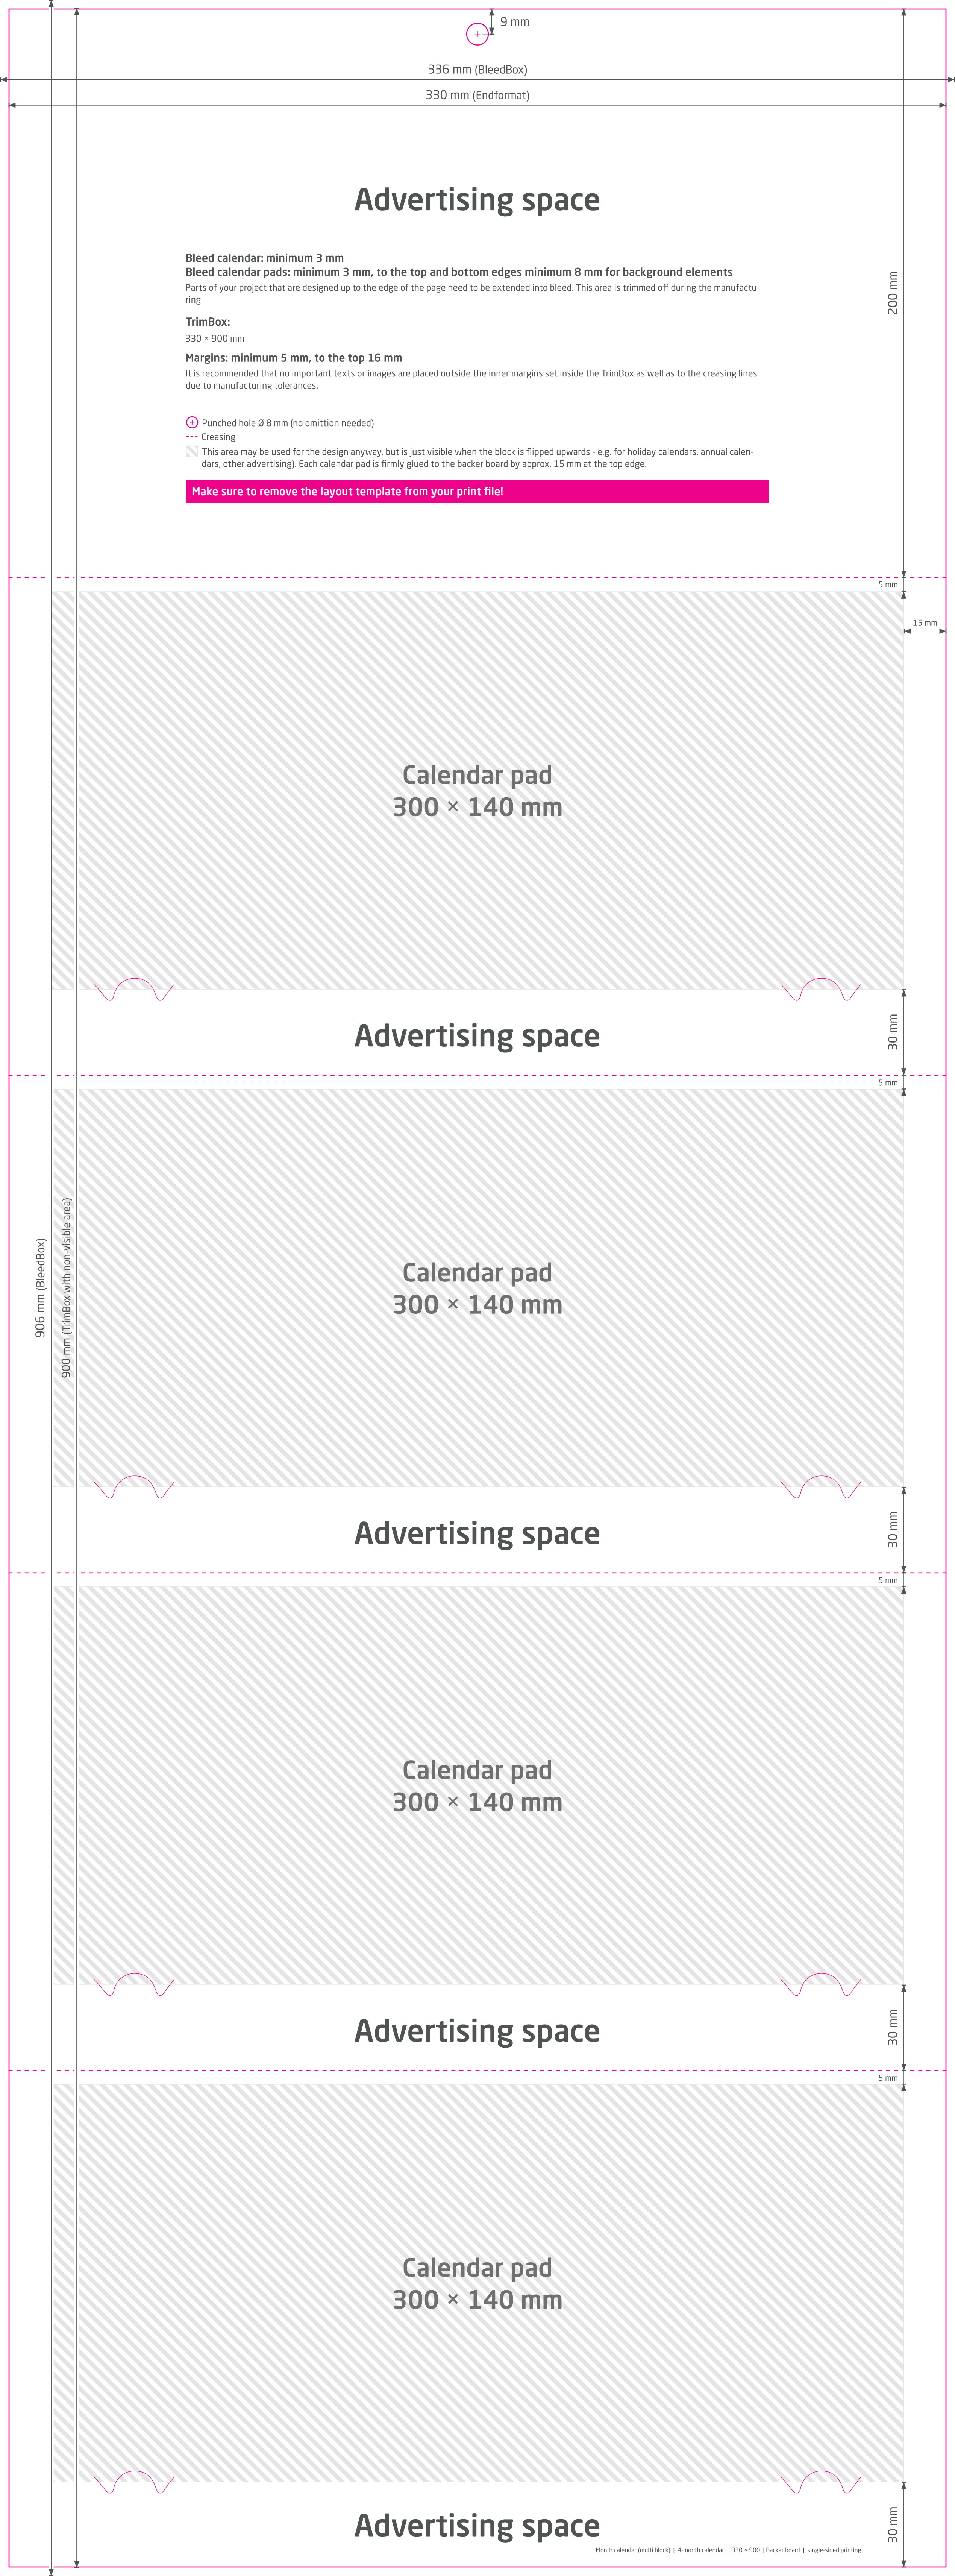 9 mm
336 mm (BleedBox)
330 mm (Endformat)
Advertising space
200 mm
Bleed calendar: minimum 3 mm
Bleed calendar pads: minimum 3 mm, to the top and bottom edges minimum 8 mm for background elements
Parts of your project that are designed up to the edge of the page need to be extended into bleed. This area is trimmed off during the manufactu-
ring.
TrimBox:
330 × 900 mm
Margins: minimum 5 mm, to the top 16 mm
It is recommended that no important texts or images are placed outside the inner margins set inside the TrimBox as well as to the creasing lines
due to manufacturing tolerances.
Punched hole Ø 8 mm (no omittion needed)
Creasing
This area may be used for the design anyway, but is just visible when the block is flipped upwards - e.g. for holiday calendars, annual calen-
dars, other advertising). Each calendar pad is firmly glued to the backer board by approx. 15 mm at the top edge.
Make sure to remove the layout template from your print file!
5 mm
15 mm
Calendar pad
300 × 140 mm
Advertising space
30 mm
5 mm
906 mm (BleedBox)
900 mm (TrimBox with non-visible area)
Calendar pad
300 × 140 mm
Advertising space
30 mm
5 mm
Calendar pad
300 × 140 mm
Advertising space
30 mm
5 mm
Calendar pad
300 × 140 mm
Advertising space
30 mm
Month calendar (multi block) | 4-month calendar | 330 × 900 | Backer board | single-sided printing